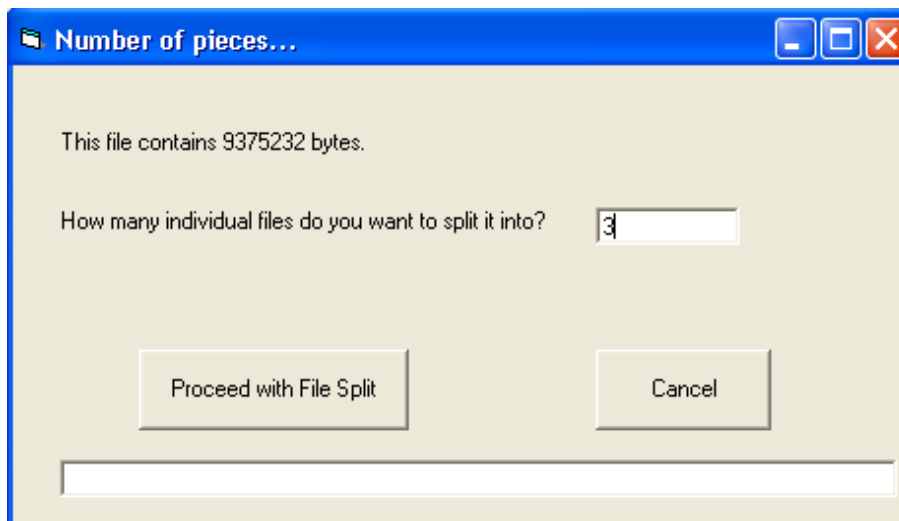 Number of pieces...
This file contains 9375232 bytes.
How many individual files do you want to split it into? 3
Proceed with File Split Cancel